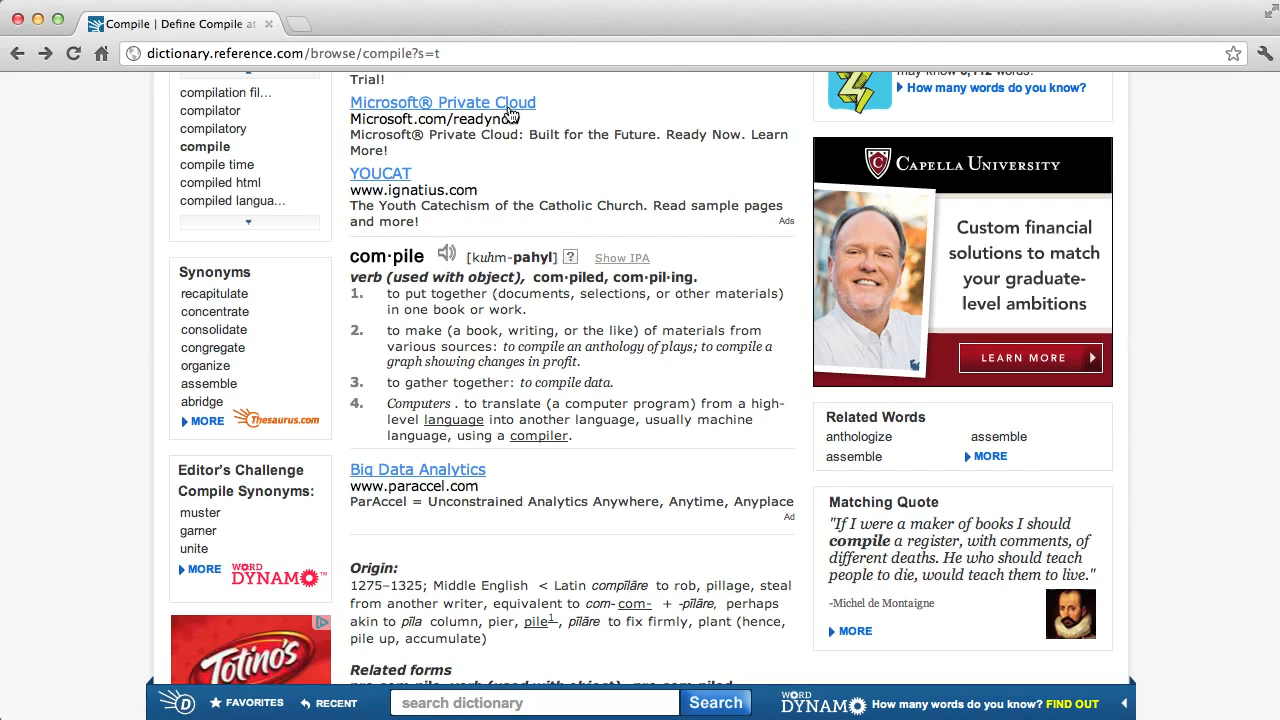 Compile | Define Compile at
dictionary.reference.com/browse/compile?s=t
compilation fil...
compilator
compilatory
compile
compile time
compiled html
compiled langua...
Synonyms
recapitulate
concentrate
consolidate
congregate
organize
assemble
abridge
MORE
Thesaurus.com
Editor's Challenge
Compile Synonyms:
muster
garner
unite
MORE
WORD
DYNAMO
Totino's
Trial!
Microsoft® Private Cloud
Microsoft.com/readynow
Microsoft® Private Cloud: Built for the Future. Ready Now. Learn
More!
YOUCAT
www.ignatius.com
The Youth Catechism of the Catholic Church. Read sample pages
and more!
Ads
com·pile [kuhm-pahyl] ? Show IPA
verb (used with object), com·piled, com·pil·ing.
1. to put together (documents, selections, or other materials)
in one book or work.
2. to make (a book, writing, or the like) of materials from
various sources: to compile an anthology of plays; to compile a
graph showing changes in profit.
3. to gather together: to compile data.
4. Computers . to translate (a computer program) from a high-
level language into another language, usually machine
language, using a compiler.
Big Data Analytics
www.paraccel.com
ParAccel = Unconstrained Analytics Anywhere, Anytime, Anyplace
Ad
Origin:
1275–1325; Middle English < Latin compīlāre to rob, pillage, steal
from another writer, equivalent to com- com- + -pīlāre, perhaps
akin to pīla column, pier, pile1, pīlāre to fix firmly, plant (hence,
pile up, accumulate)
Related forms
How many words do you know?
CAPELLA UNIVERSITY
Custom financial
solutions to match
your graduate-
level ambitions
LEARN MORE
Related Words
anthologize assemble
assemble MORE
Matching Quote
"If I were a maker of books I should
compile a register, with comments, of
different deaths. He who should teach
people to die, would teach them to live."
-Michel de Montaigne
MORE
FAVORITES RECENT search dictionary Search WORD DYNAMO How many words do you know? FIND OUT